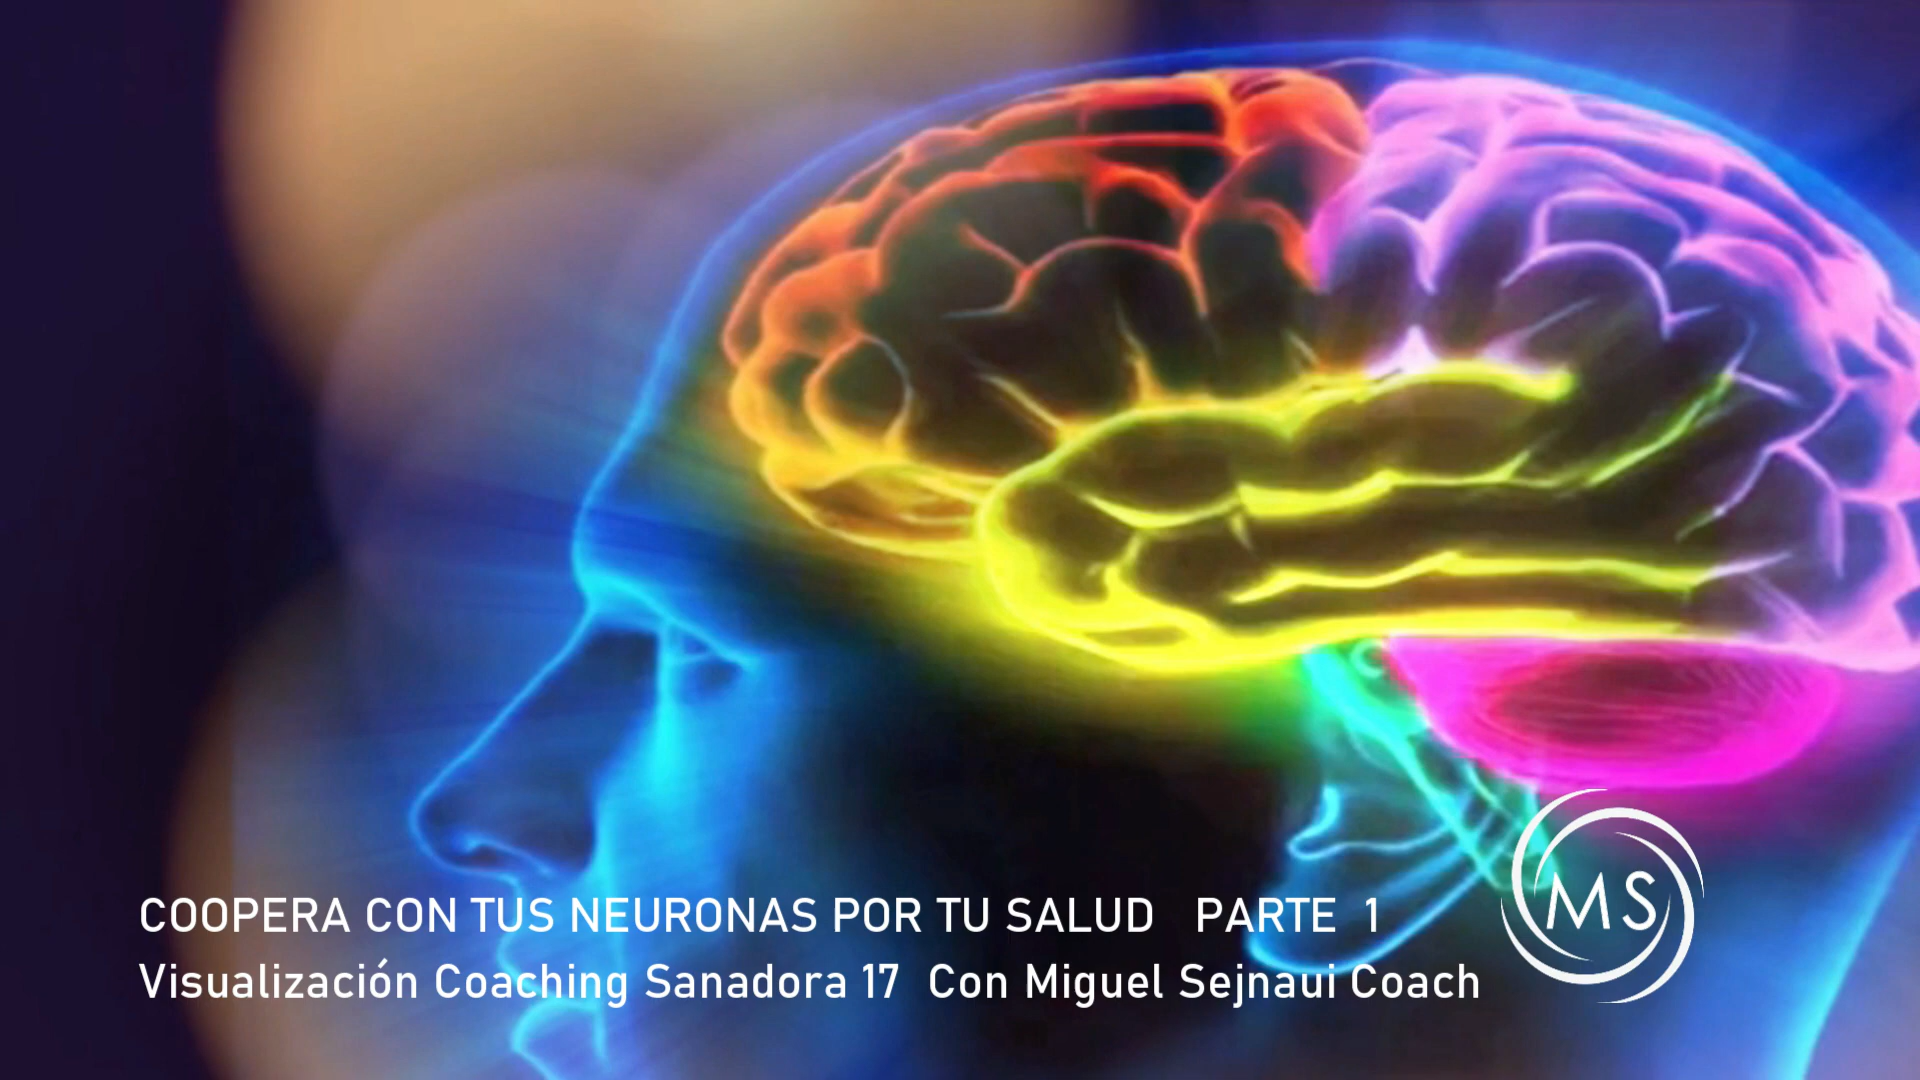 COOPERA CON TUS NEURONAS POR TU SALUD PARTE 1
Visualización Coaching Sanadora 17 Con Miguel Sejnaui Coach
MS